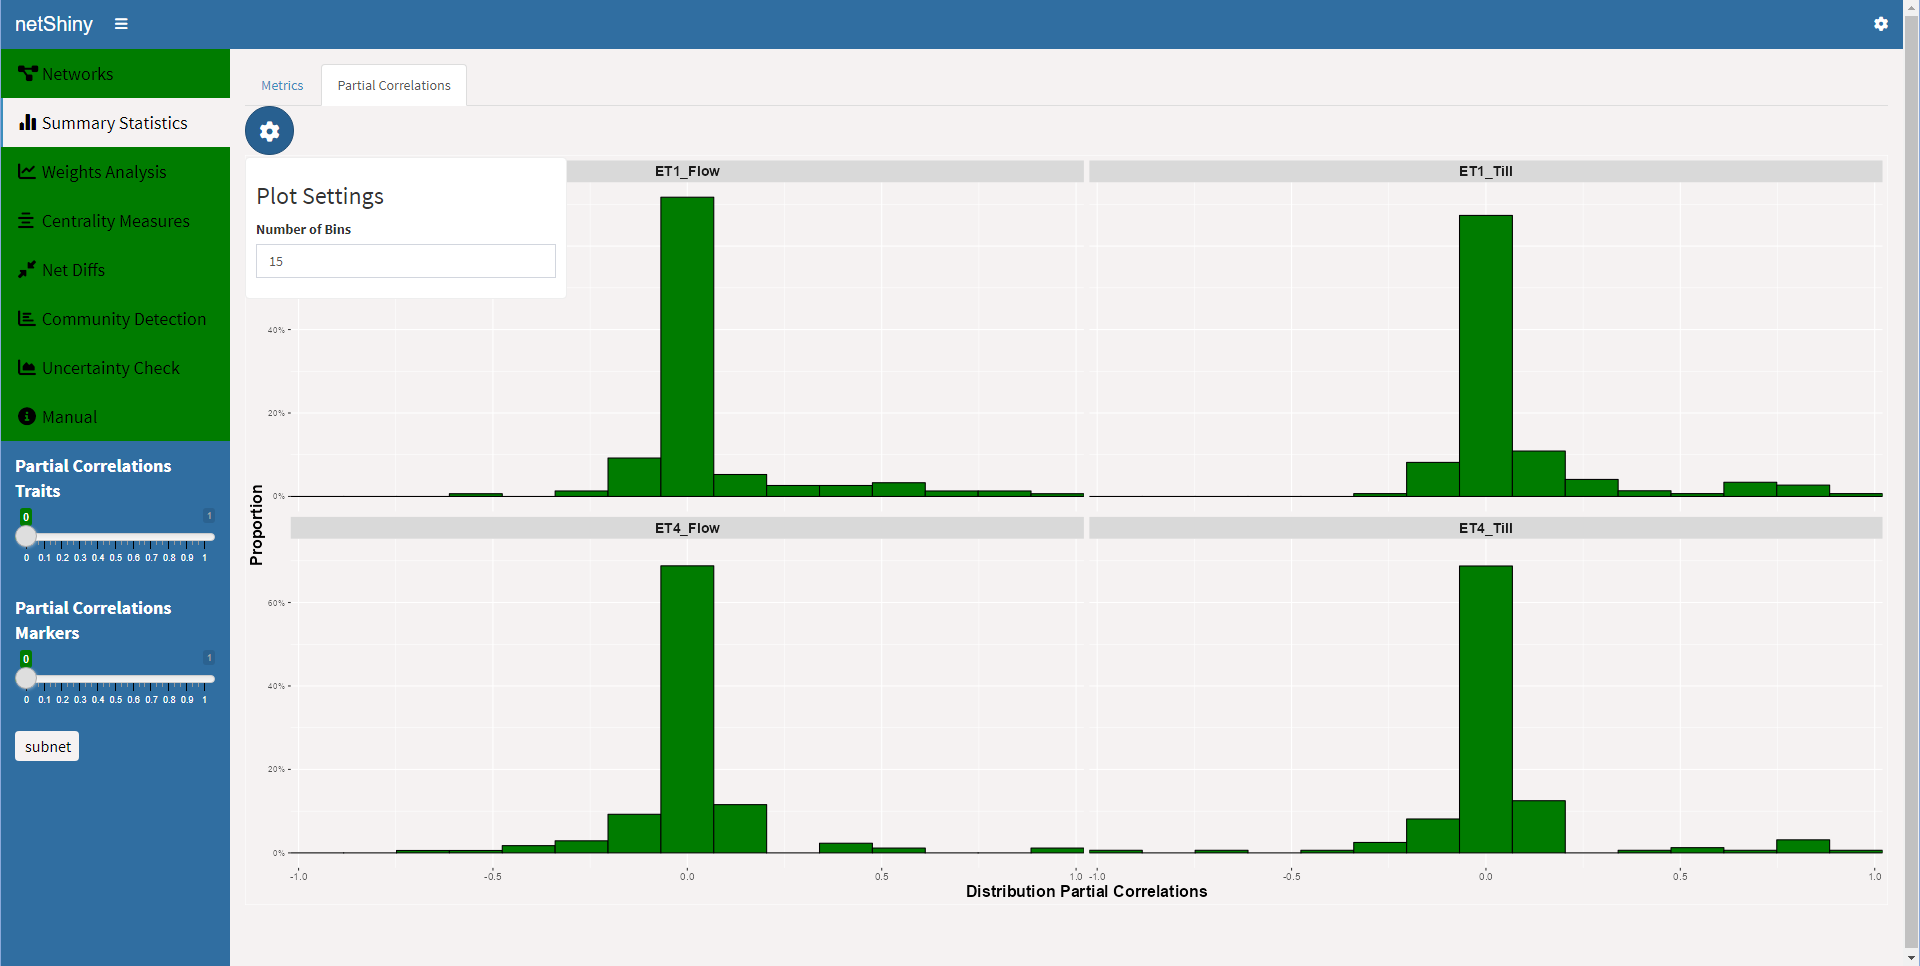 netShiny
Networks
Summary Statistics
Weights Analysis
Centrality Measures
Net Diffs
Community Detection
Uncertainty Check
Manual
Partial Correlations
Traits
0 1
0 0.1 0.2 0.3 0.4 0.5 0.6 0.7 0.8 0.9 1
Partial Correlations
Markers
0 1
0 0.1 0.2 0.3 0.4 0.5 0.6 0.7 0.8 0.9 1
subnet
Metrics Partial Correlations
Plot Settings
Number of Bins
15
ET1_Flow ET1_Till
40%
20%
0%
Proportion
ET4_Flow ET4_Till
60%
40%
20%
0%
-1.0 -0.5 0.0 0.5 1.0 -1.0 -0.5 0.0 0.5 1.0
Distribution Partial Correlations